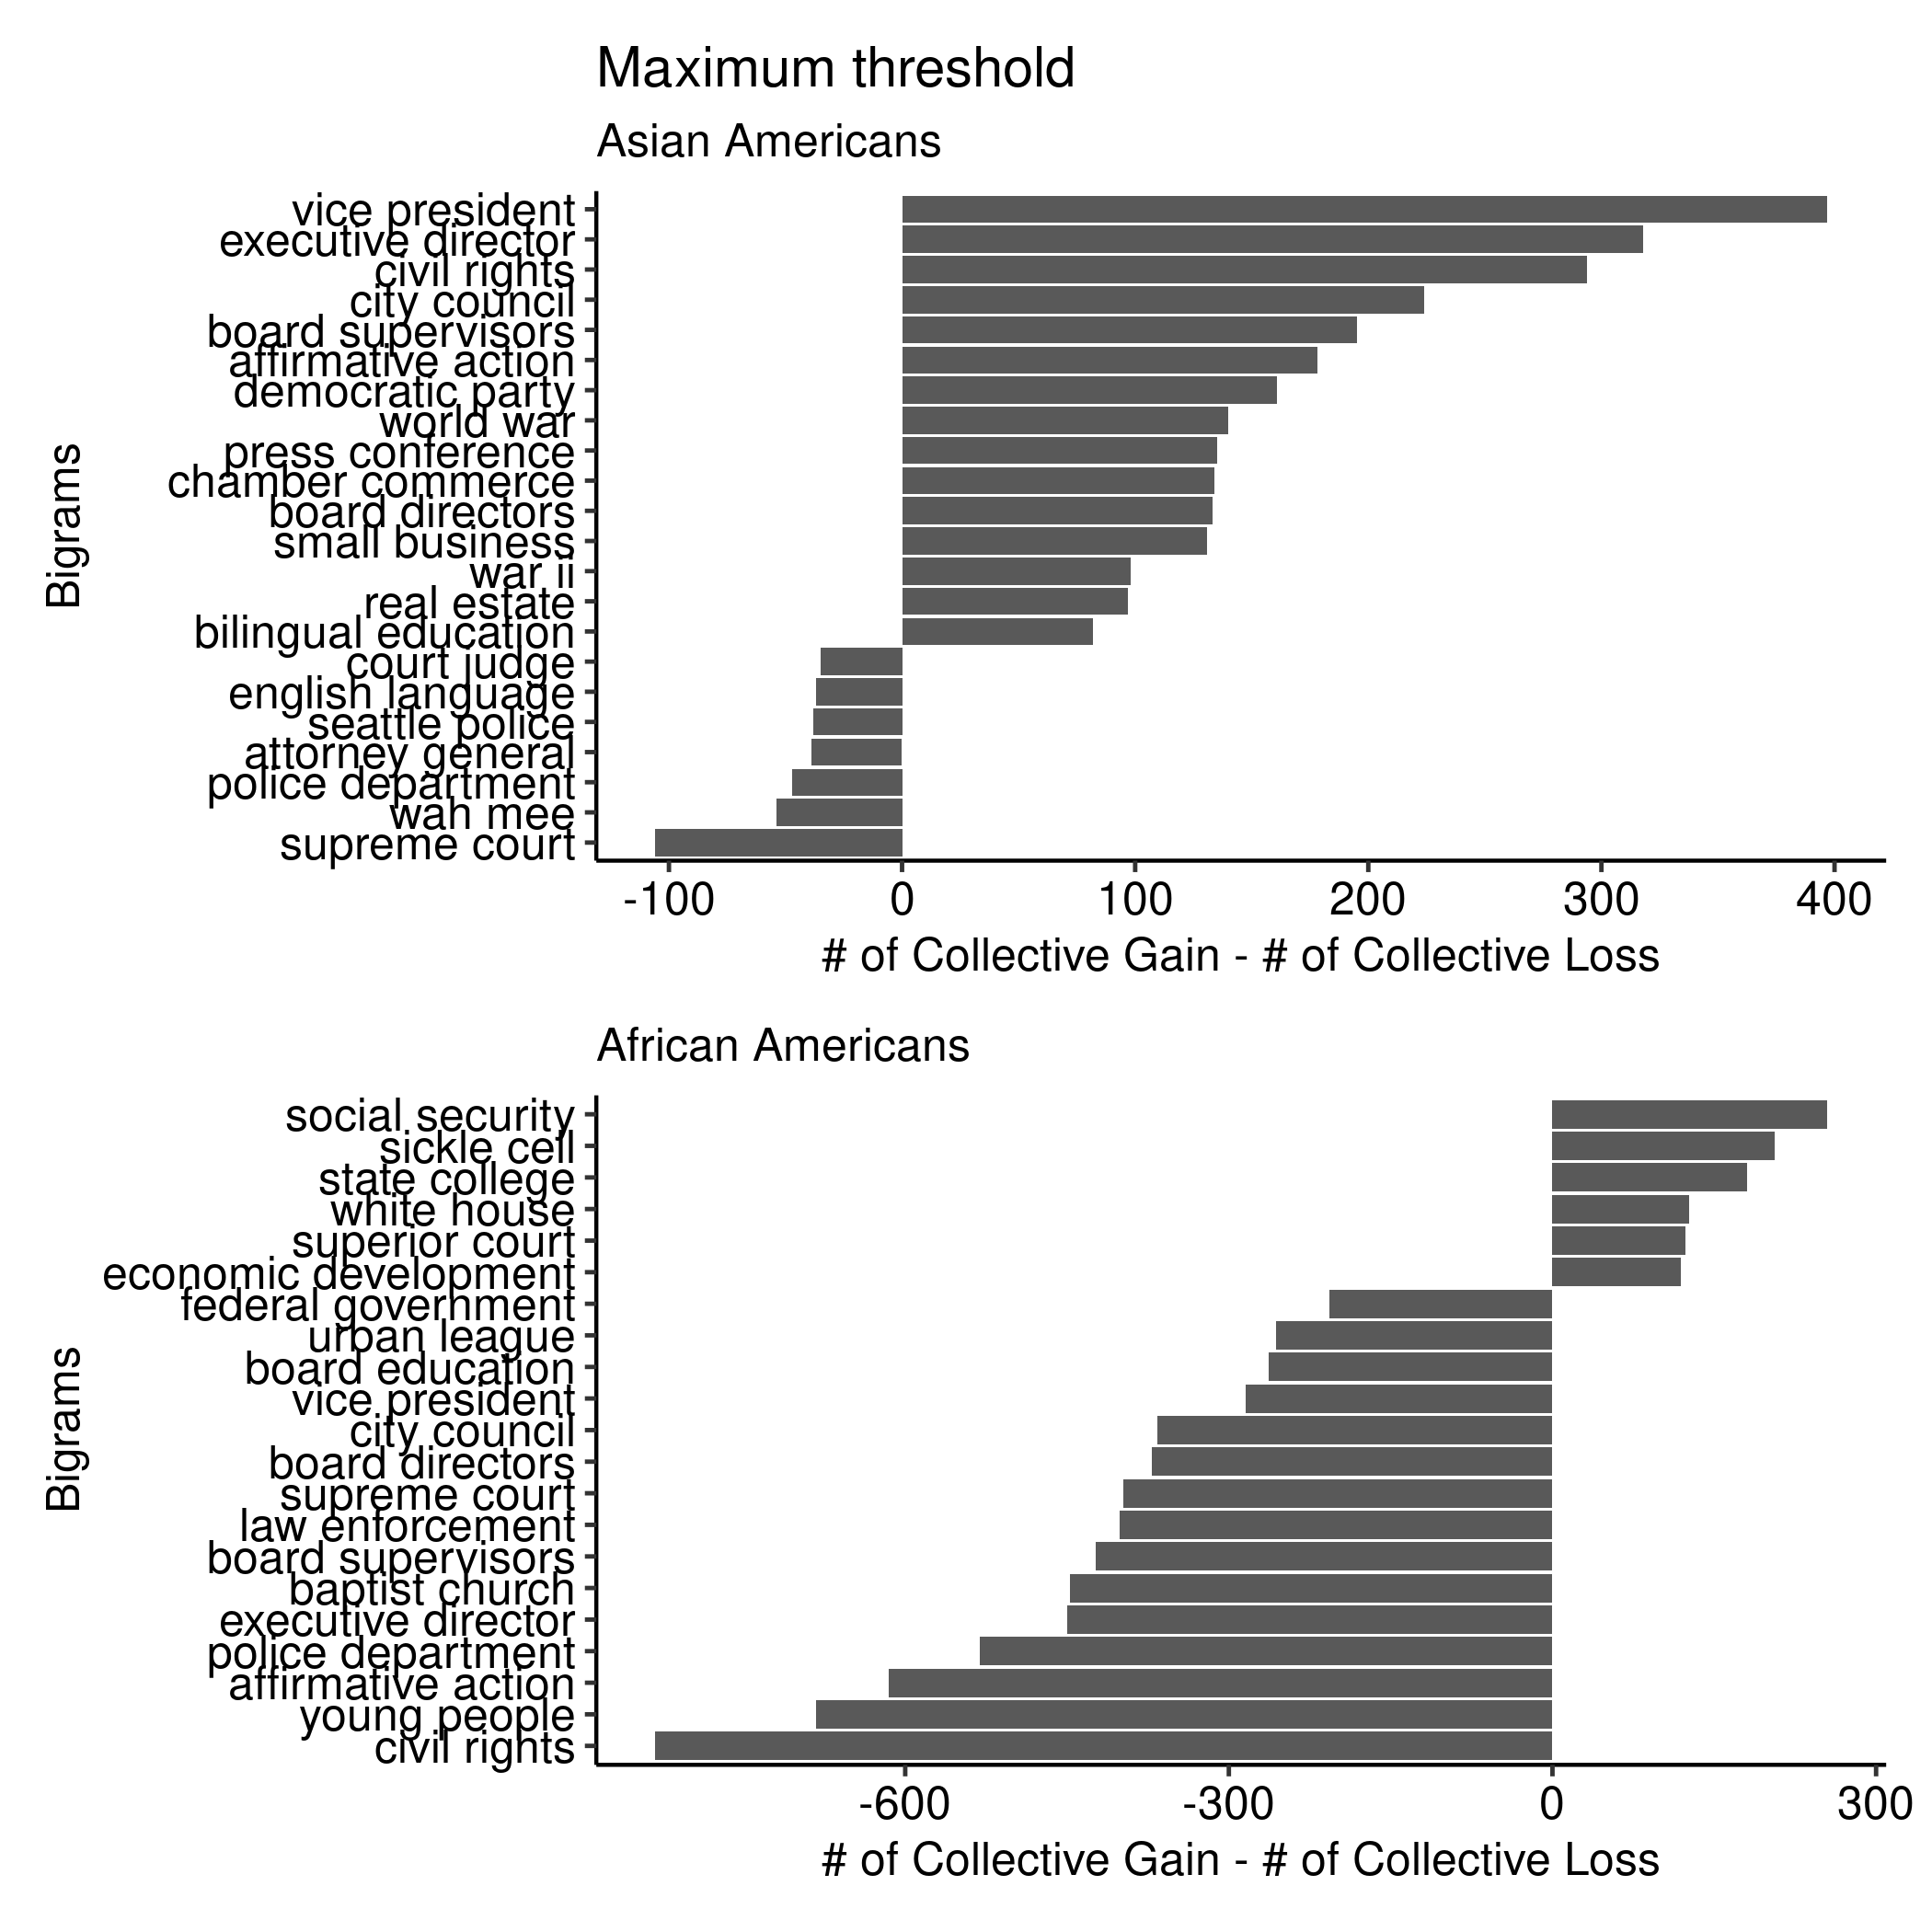 Maximum threshold
Asian Americans
Bigrams
vice president
executive director
civil rights
city council
board supervisors
affirmative action
democratic party
world war
press conference
chamber commerce
board directors
small business
war ii
real estate
bilingual education
court judge
english language
seattle police
attorney general
police department
wah mee
supreme court
-100 0 100 200 300 400
# of Collective Gain - # of Collective Loss
African Americans
Bigrams
social security
sickle cell
state college
white house
superior court
economic development
federal government
urban league
board education
vice president
city council
board directors
supreme court
law enforcement
board supervisors
baptist church
executive director
police department
affirmative action
young people
civil rights
-600 -300 0 300
# of Collective Gain - # of Collective Loss